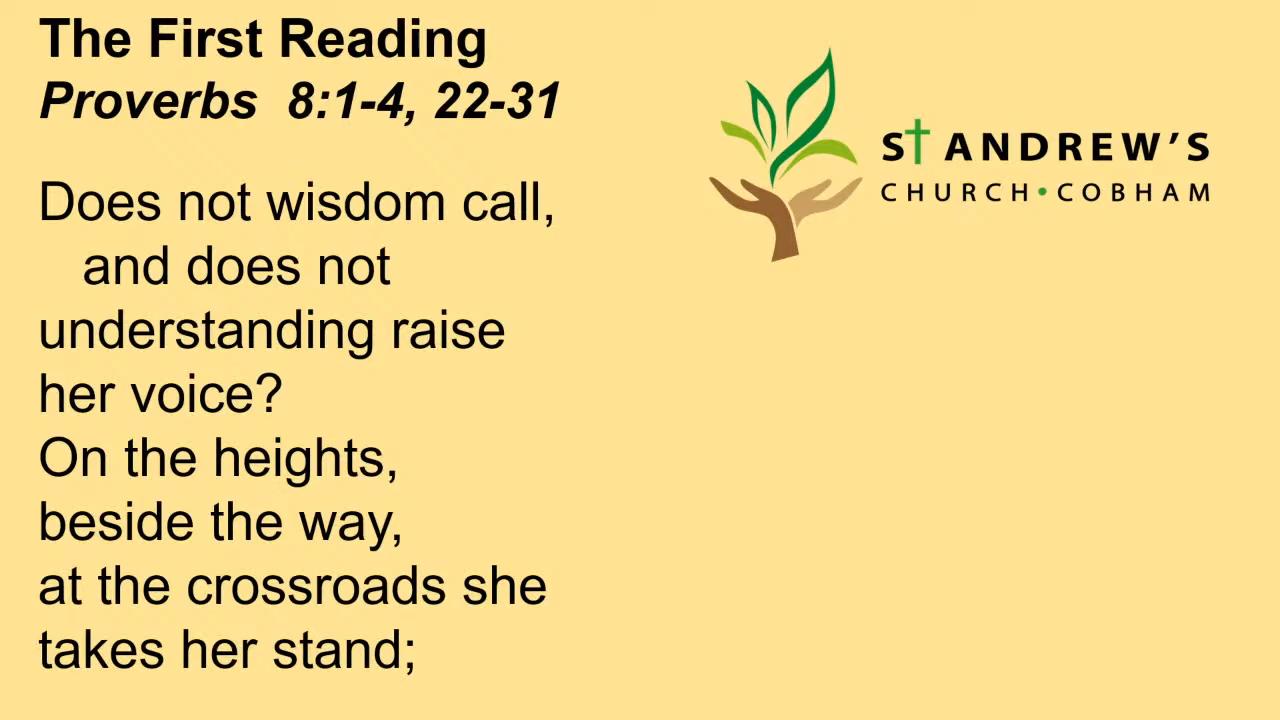 The First Reading
Proverbs 8:1-4, 22-31
Does not wisdom call,
and does not
understanding raise
her voice?
On the heights,
beside the way,
at the crossroads she
takes her stand;
St ANDREW'S
CHURCH•COBHAM